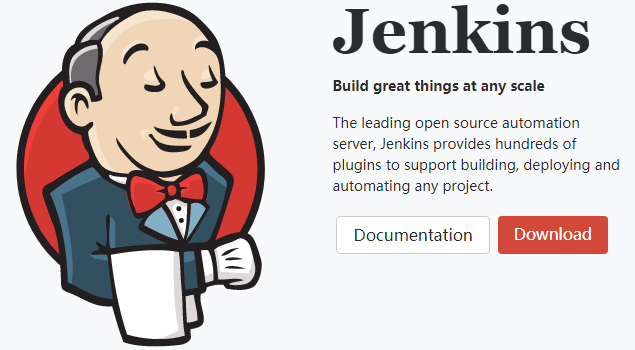 Jenkins
Build great things at any scale
The leading open source automation
server, Jenkins provides hundreds of
plugins to support building, deploying and
automating any project.
Documentation
Download